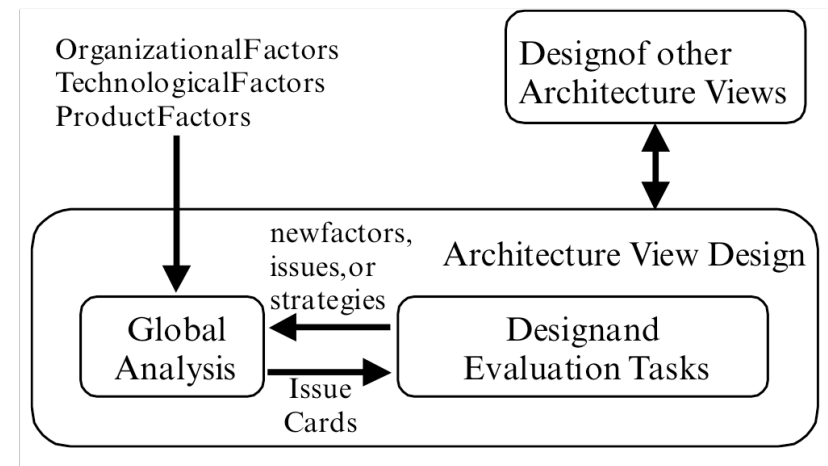 OrganizationalFactors
TechnologicalFactors
ProductFactors
Designof other
Architecture Views
newfactors,
issues,or
strategies
Architecture View Design
Global
Analysis
Designand
Evaluation Tasks
Issue
Cards